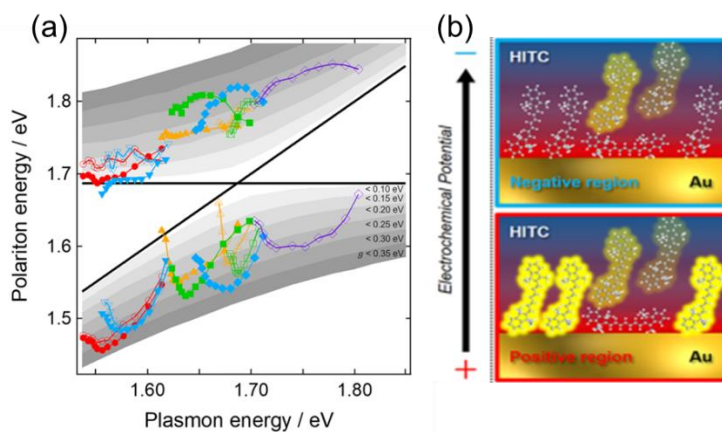 (a)
(b)
Polariton energy / eV
1.8
1.7
1.6
1.5
< 0.10 eV
< 0.15 eV
< 0.20 eV
< 0.25 eV
< 0.30 eV
g < 0.35 eV
1.60
1.70
1.80
Plasmon energy / eV
−
Electrochemical Potential
+
HITC
Negative region
Au
HITC
Positive region
Au